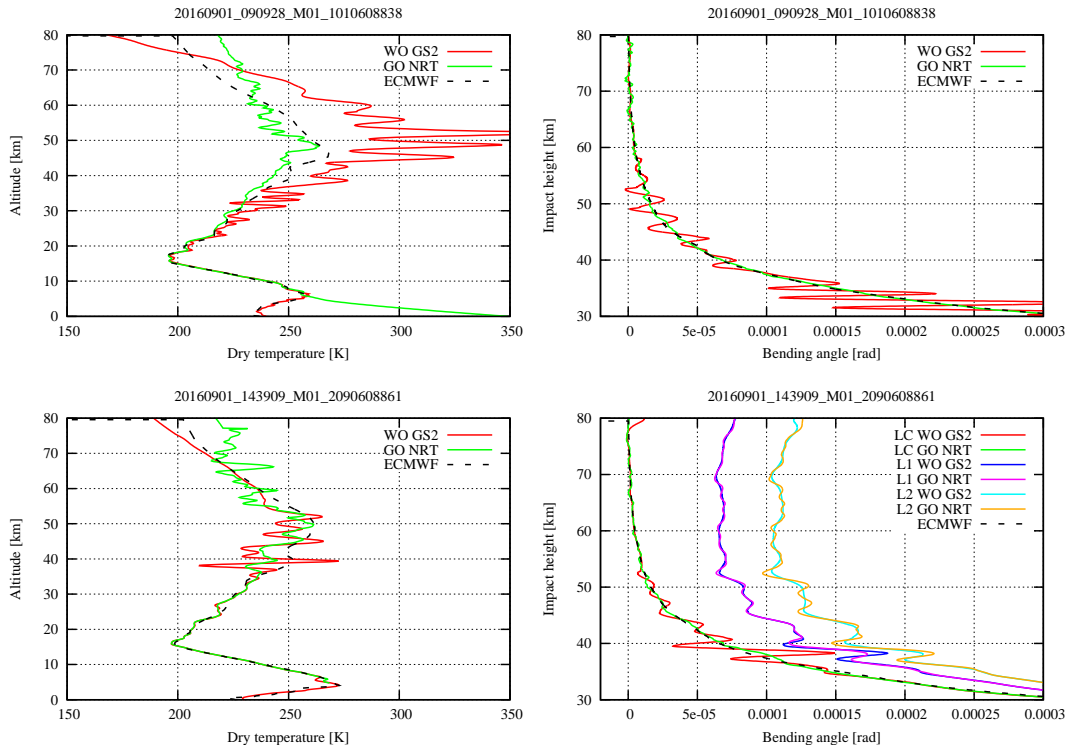 20160901_090928_M01_1010608838
80
70
60
50
40
30
20
10
0
Altitude [km]
WO GS2
GO NRT
ECMWF
150
200
250
300
350
Dry temperature [K]
20160901_090928_M01_1010608838
80
70
60
50
40
30
Impact height [km]
WO GS2
GO NRT
ECMWF
0
5e-05
0.0001
0.00015
0.0002
0.00025
0.0003
Bending angle [rad]
20160901_143909_M01_2090608861
80
70
60
50
40
30
20
10
0
Altitude [km]
WO GS2
GO NRT
ECMWF
150
200
250
300
350
Dry temperature [K]
20160901_143909_M01_2090608861
80
70
60
50
40
30
Impact height [km]
LC WO GS2
LC GO NRT
L1 WO GS2
L1 GO NRT
L2 WO GS2
L2 GO NRT
ECMWF
0
5e-05
0.0001
0.00015
0.0002
0.00025
0.0003
Bending angle [rad]